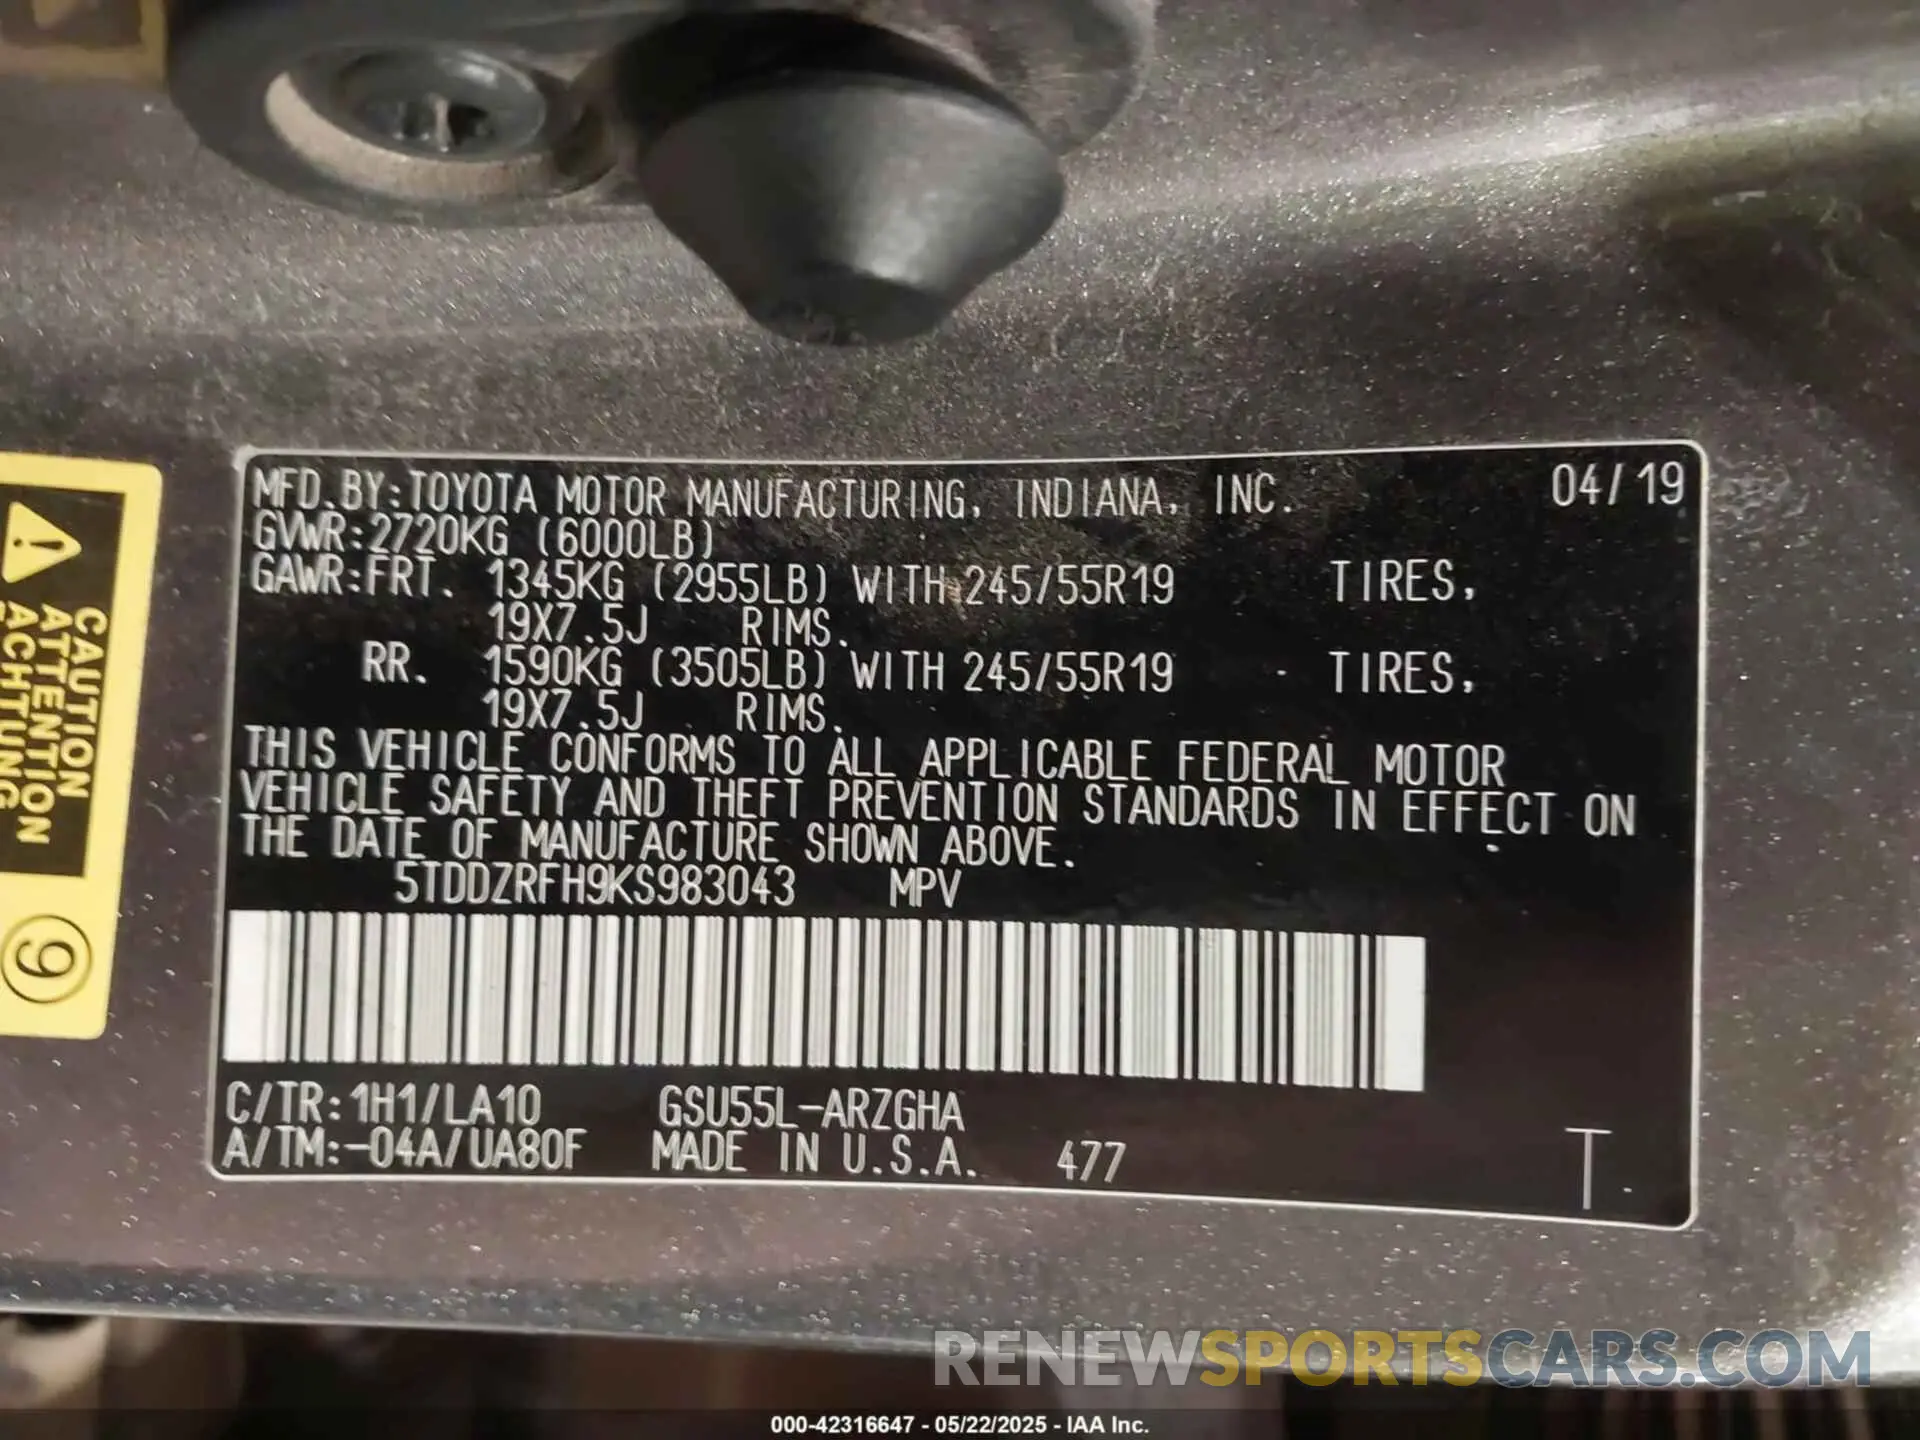 MFD.BY:TOYOTA MOTOR MANUFACTURING, INDIANA, INC. 04/19
GVWR:2720KG (6000LB)
GAWR:FRT. 1345KG (2955LB) WITH 245/55R19 TIRES,
19X7.5J RIMS.
RR. 1590KG (3505LB) WITH 245/55R19 TIRES,
19X7.5J RIMS.
THIS VEHICLE CONFORMS TO ALL APPLICABLE FEDERAL MOTOR
VEHICLE SAFETY AND THEFT PREVENTION STANDARDS IN EFFECT ON
THE DATE OF MANUFACTURE SHOWN ABOVE.
5TDDZRFH9KS983043 MPV
C/TR:1H1/LA10 GSU55L-ARZGHA
A/TM:-04A/UA80F MADE IN U.S.A. 477 T
CAUTION
ATTENTION
ACHTUNG
9
RENEWSPORTSCARS.COM
000-42316647 - 05/22/2025 - IAA Inc.